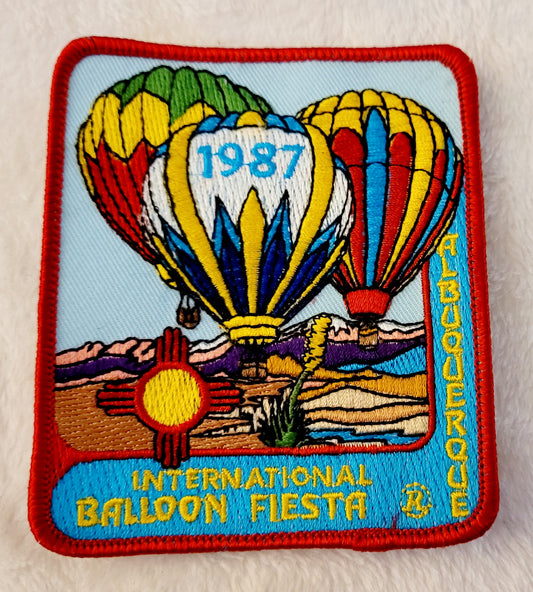 1987
ALBUQUERQUE
INTERNATIONAL
BALLOON FIESTA ®